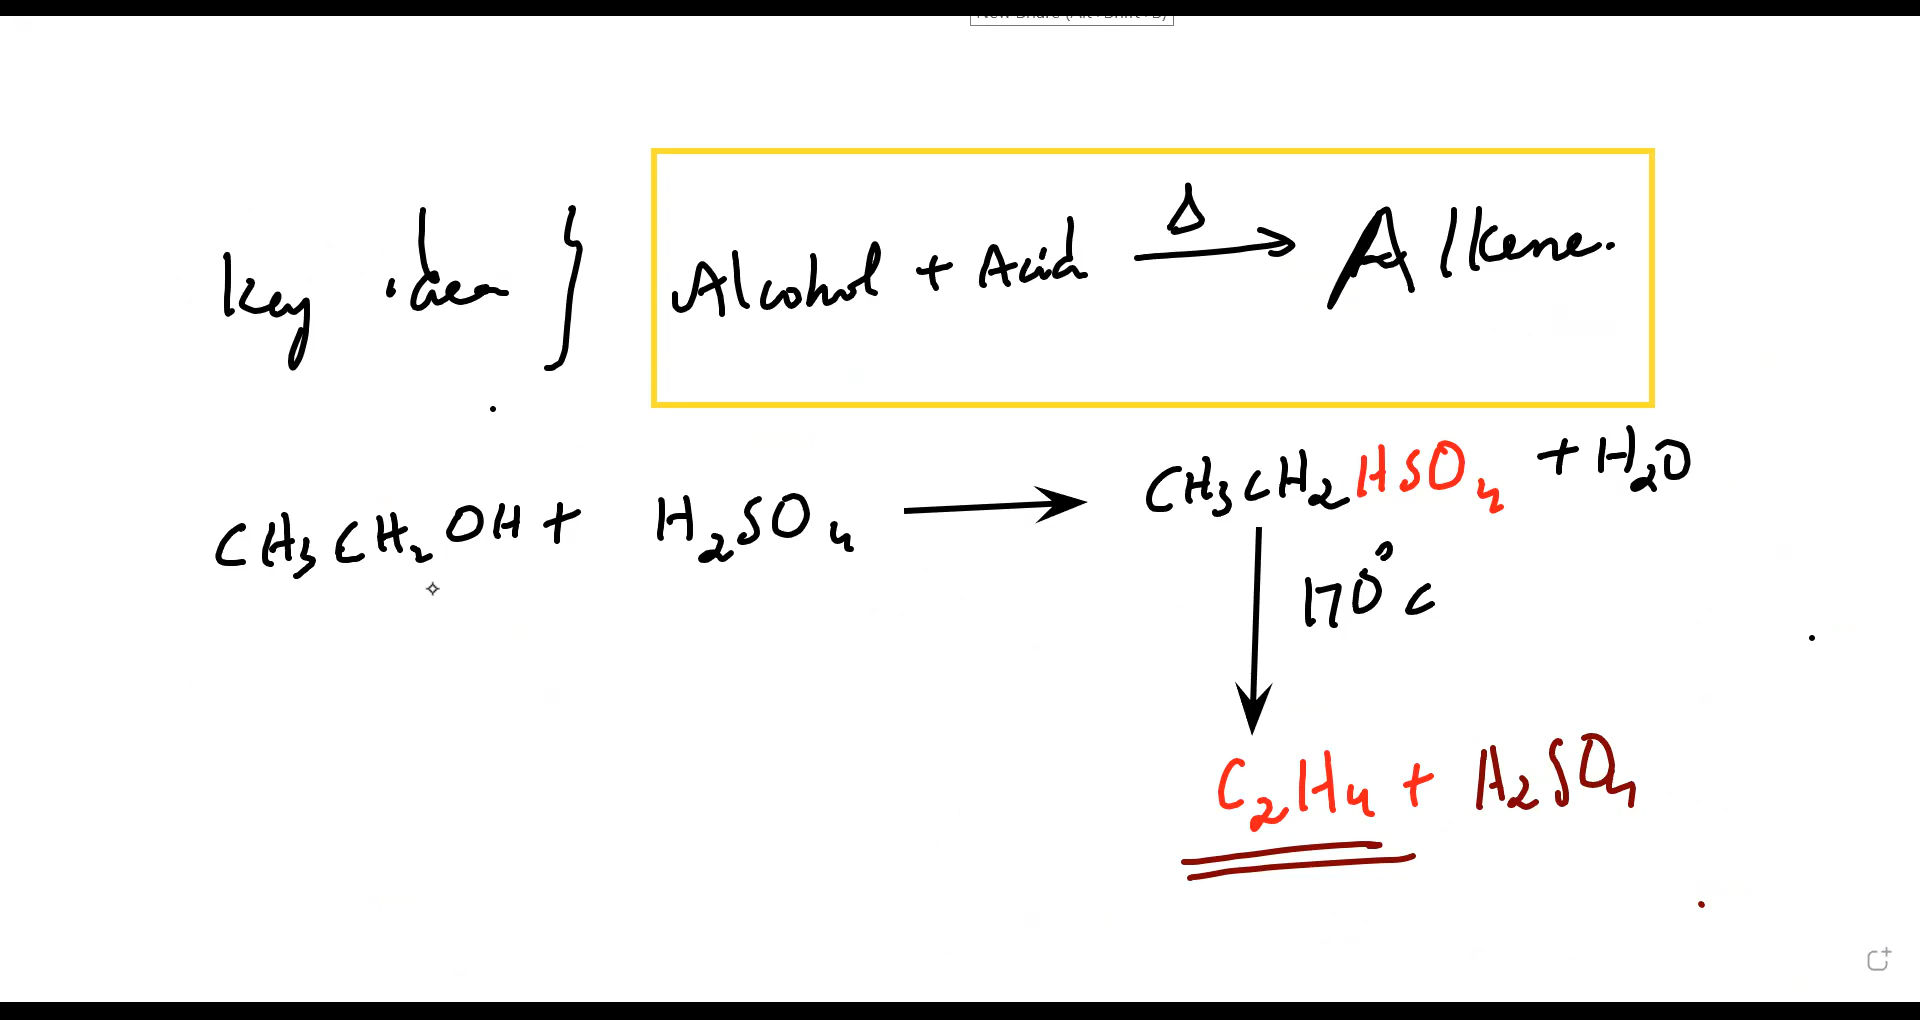 Key idea } Alcohol + Acid Δ→ Alkene.
CH₃CH₂OH + H₂SO₄ → CH₃CH₂HSO₄ + H₂O
170°C
C₂H₄ + H₂SO₄